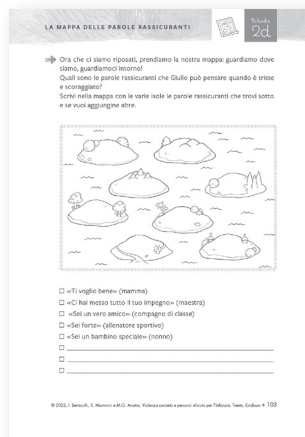 LA MAPPA DELLE PAROLE RASSICURANTI
Scheda
2d
Ora che ci siamo riposati, prendiamo la nostra mappa: guardiamo dove
siamo, guardiamoci intorno!
Quali sono le parole rassicuranti che Giulio può pensare quando è triste
e scoraggiato?
Scrivi nella mappa con le varie isole le parole rassicuranti che trovi sotto
e se vuoi aggiungine altre.
☐ «Ti voglio bene» (mamma)
☐ «Ci hai messo tutto il tuo impegno» (maestra)
☐ «Sei un vero amico» (compagno di classe)
☐ «Sei forte» (allenatore sportivo)
☐ «Sei un bambino speciale» (nonno)
☐
☐
☐
© 2022, I. Bertocchi, S. Mammini e M.G. Anatra, Violenza assistita e percorsi d'aiuto per l'infanzia, Trento, Erickson • 103